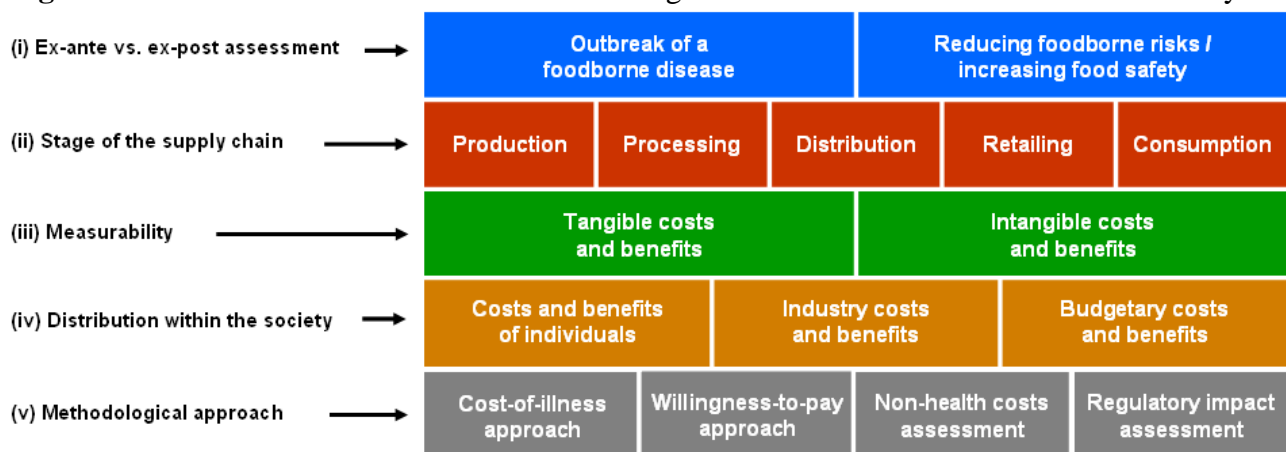 (i) Ex-ante vs. ex-post assessment
Outbreak of a
foodborne disease
Reducing foodborne risks /
increasing food safety
(ii) Stage of the supply chain
Production
Processing
Distribution
Retailing
Consumption
(iii) Measurability
Tangible costs
and benefits
Intangible costs
and benefits
(iv) Distribution within the society
Costs and benefits
of individuals
Industry costs
and benefits
Budgetary costs
and benefits
(v) Methodological approach
Cost-of-illness
approach
Willingness-to-pay
approach
Non-health costs
assessment
Regulatory impact
assessment